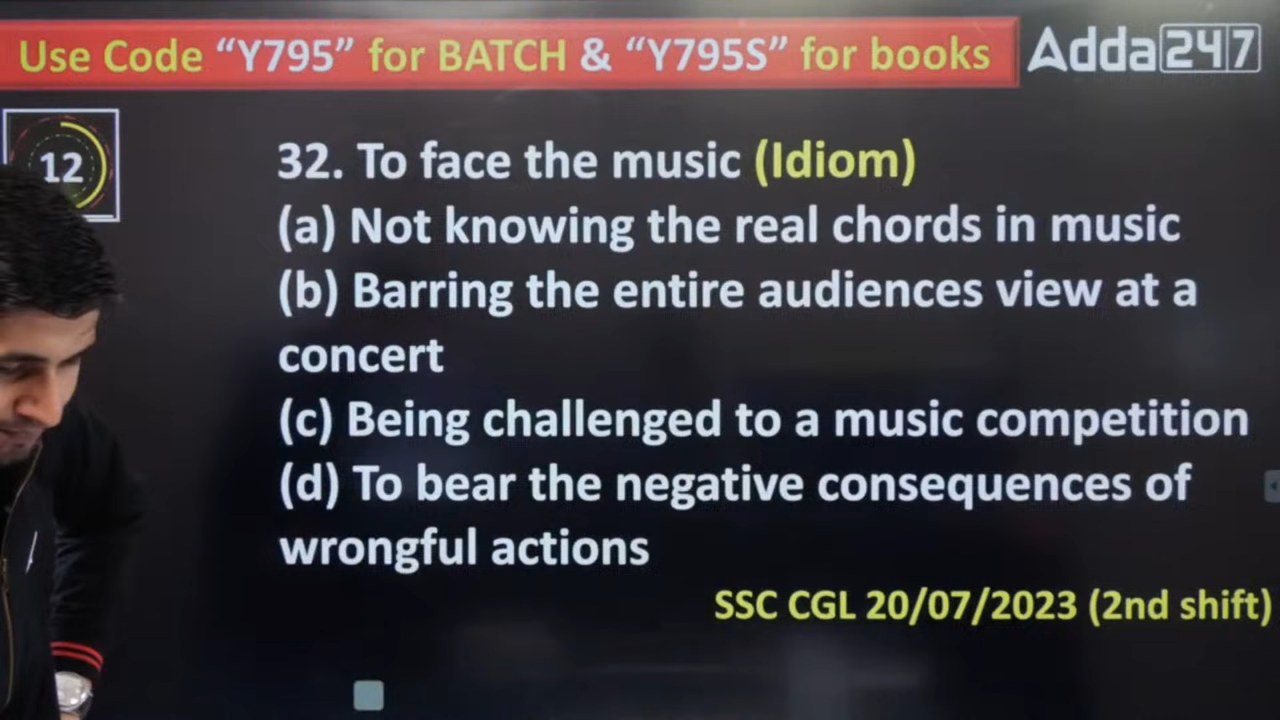 Use Code “Y795” for BATCH & “Y795S” for books
Adda247
12
32. To face the music (Idiom)
(a) Not knowing the real chords in music
(b) Barring the entire audiences view at a
concert
(c) Being challenged to a music competition
(d) To bear the negative consequences of
wrongful actions
SSC CGL 20/07/2023 (2nd shift)